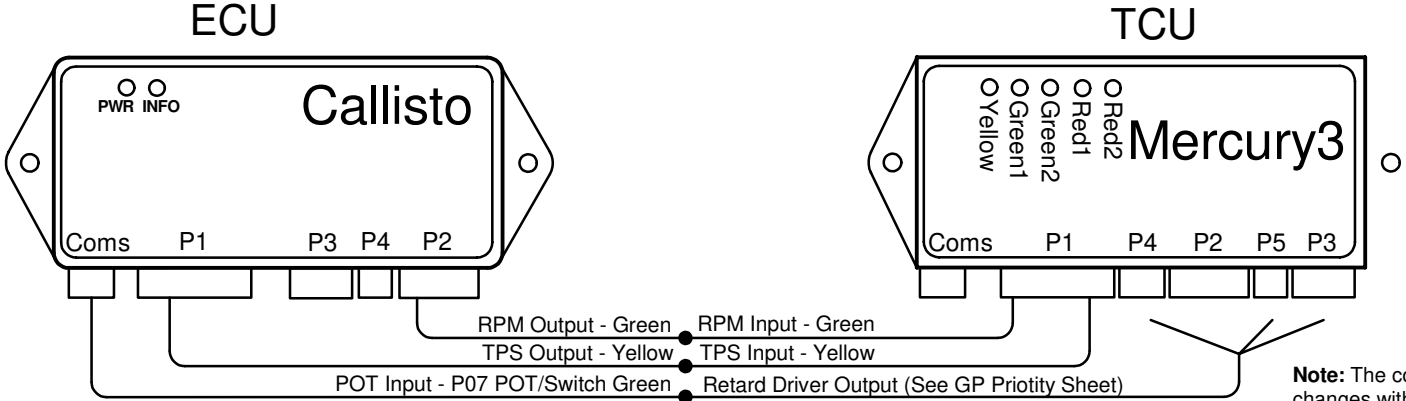 ECU
TCU
PWR INFO
Callisto
Yellow
Green1
Green2
Red1
Red2
Mercury3
Coms P1 P3 P4 P2
Coms P1 P4 P2 P5 P3
RPM Output - Green RPM Input - Green
TPS Output - Yellow TPS Input - Yellow
POT Input - P07 POT/Switch Green Retard Driver Output (See GP Priotity Sheet)
Note: The
changes with